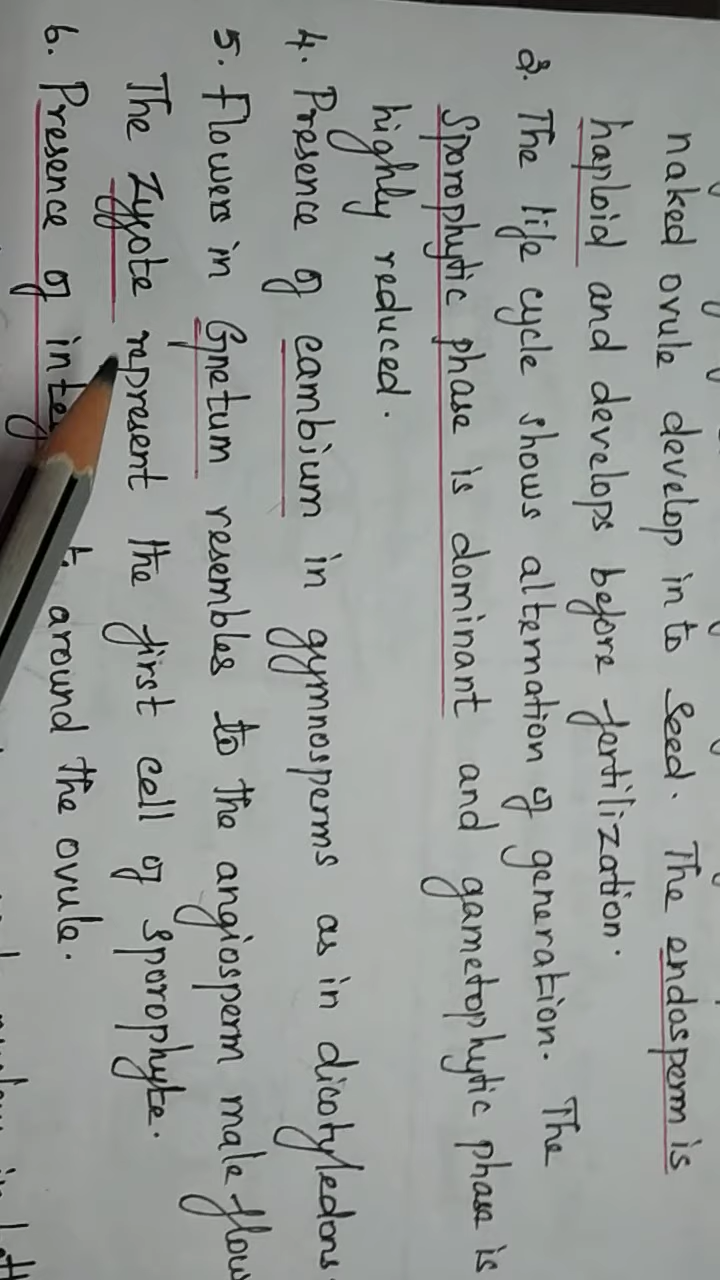 naked ovule develop in to seed. The endosperm is
haploid and develops before fertilization.
2. The life cycle shows alternation of generation. The
sporophytic phase is dominant and gametophytic phase is
highly reduced.
4. Presence of cambium in gymnosperms as in dicotyledons.
5. Flowers in Gnetum resembles to the angiosperm male
The Zygote represent the first cell of sporophyte.
6. Presence of around the ovule.